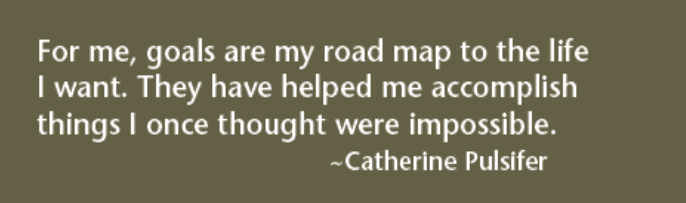 For me, goals are my road map to the life
I want. They have helped me accomplish
things I once thought were impossible.
~Catherine Pulsifer